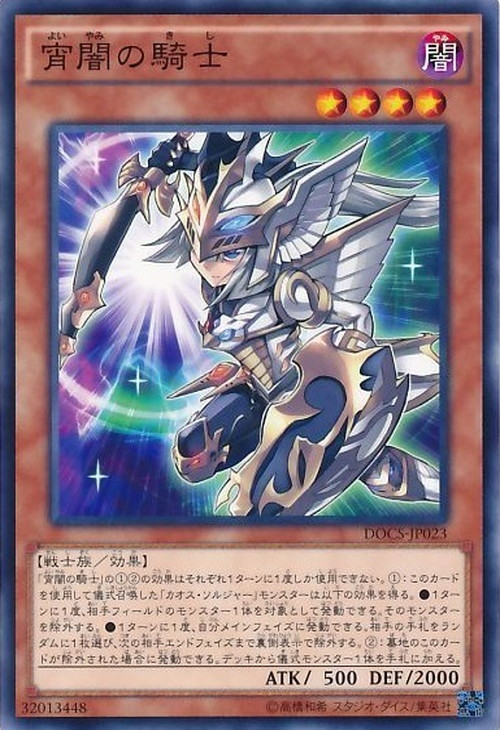 よい やみ き し
宵闇の騎士
やみ
闇
DOCS-JP023
【戦士族／効果】
「宵闇の騎士」の①②の効果はそれぞれ1ターンに1度しか使用できない。①：このカード
を使用して儀式召喚した「カオス・ソルジャー」モンスターは以下の効果を得る。●1ター
ンに1度、相手フィールドのモンスター1体を対象として発動できる。そのモンスター
を除外する。●1ターンに1度、自分メインフェイズに発動できる。相手の手札をラン
ダムに1枚選び、次の相手エンドフェイズまで裏側表示で除外する。②：墓地のこのカー
ドが除外された場合に発動できる。デッキから儀式モンスター1体を手札に加える。
ATK/ 500 DEF/2000
32013448
©高橋和希 スタジオ・ダイス/集英社